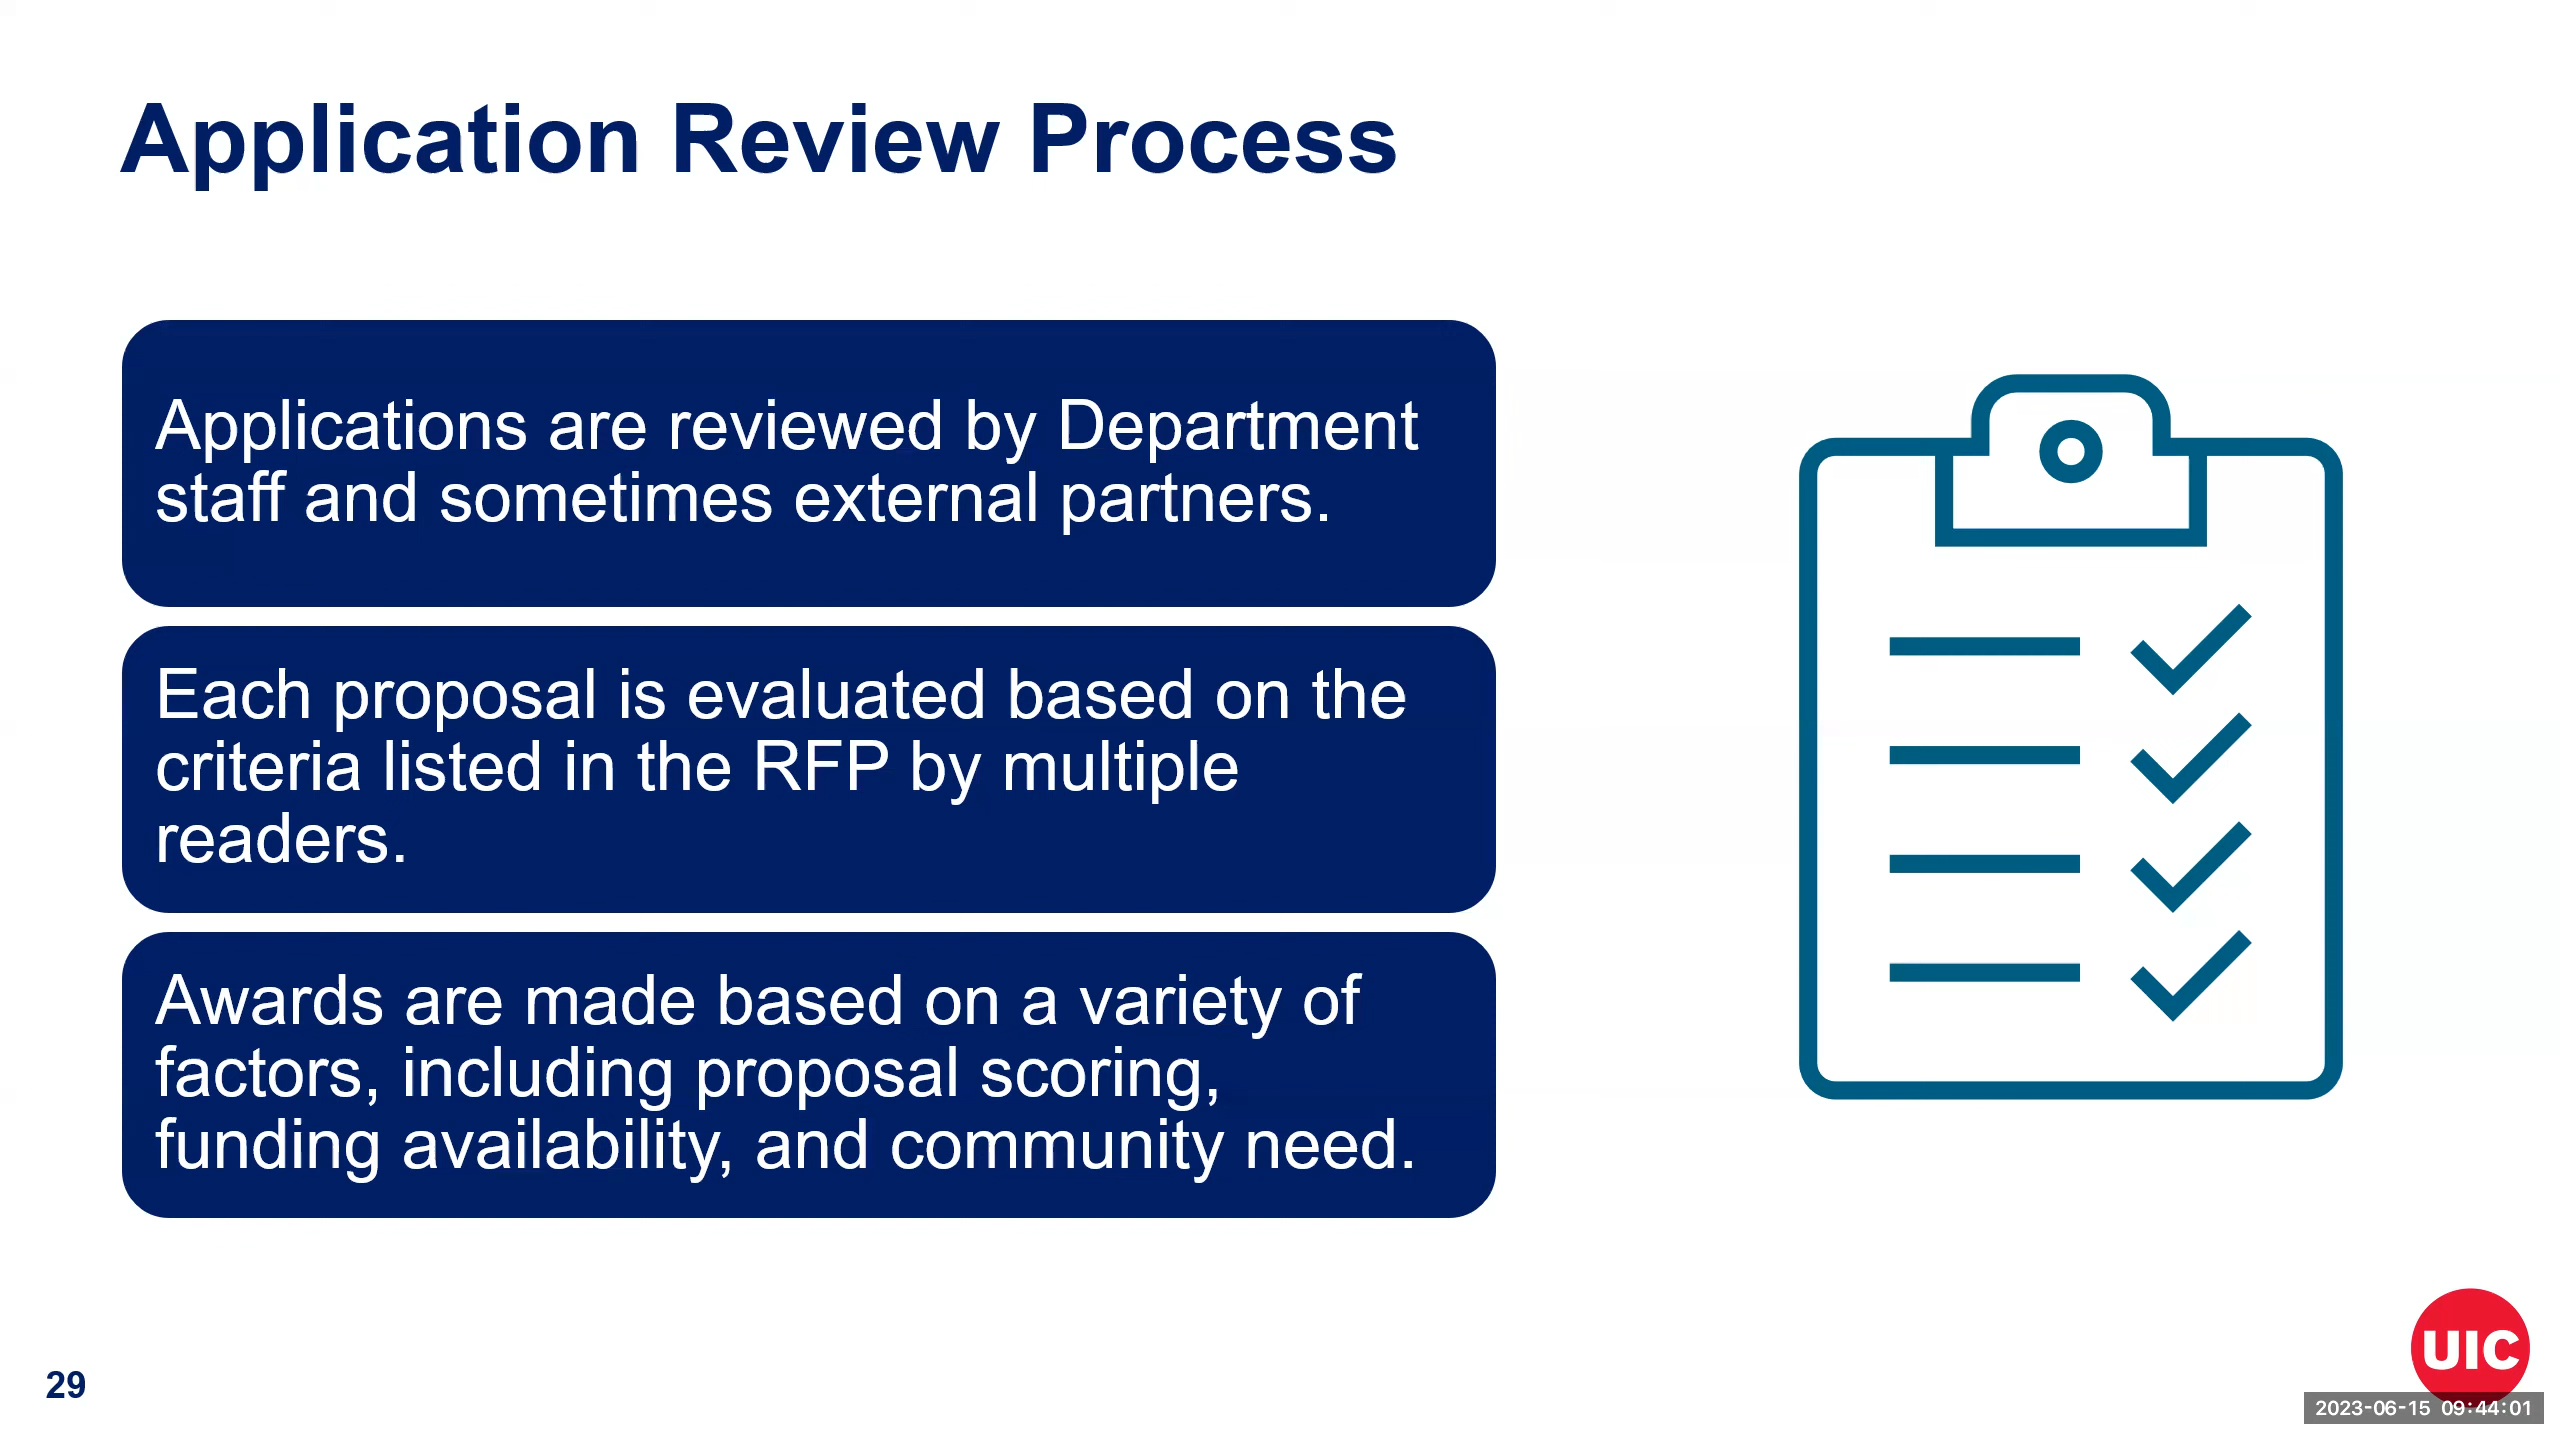 Application Review Process
Applications are reviewed by Department
staff and sometimes external partners.
Each proposal is evaluated based on the
criteria listed in the RFP by multiple
readers.
Awards are made based on a variety of
factors, including proposal scoring,
funding availability, and community need.
29
UIC
2023-06-15 09:44:01